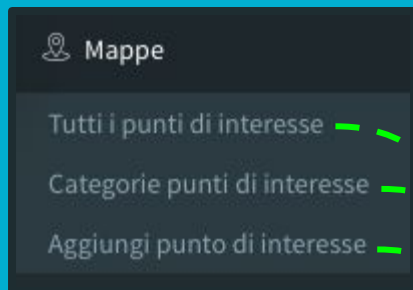 Mappe
Tutti i punti di interesse
Categorie punti di interesse
Aggiungi punto di interesse